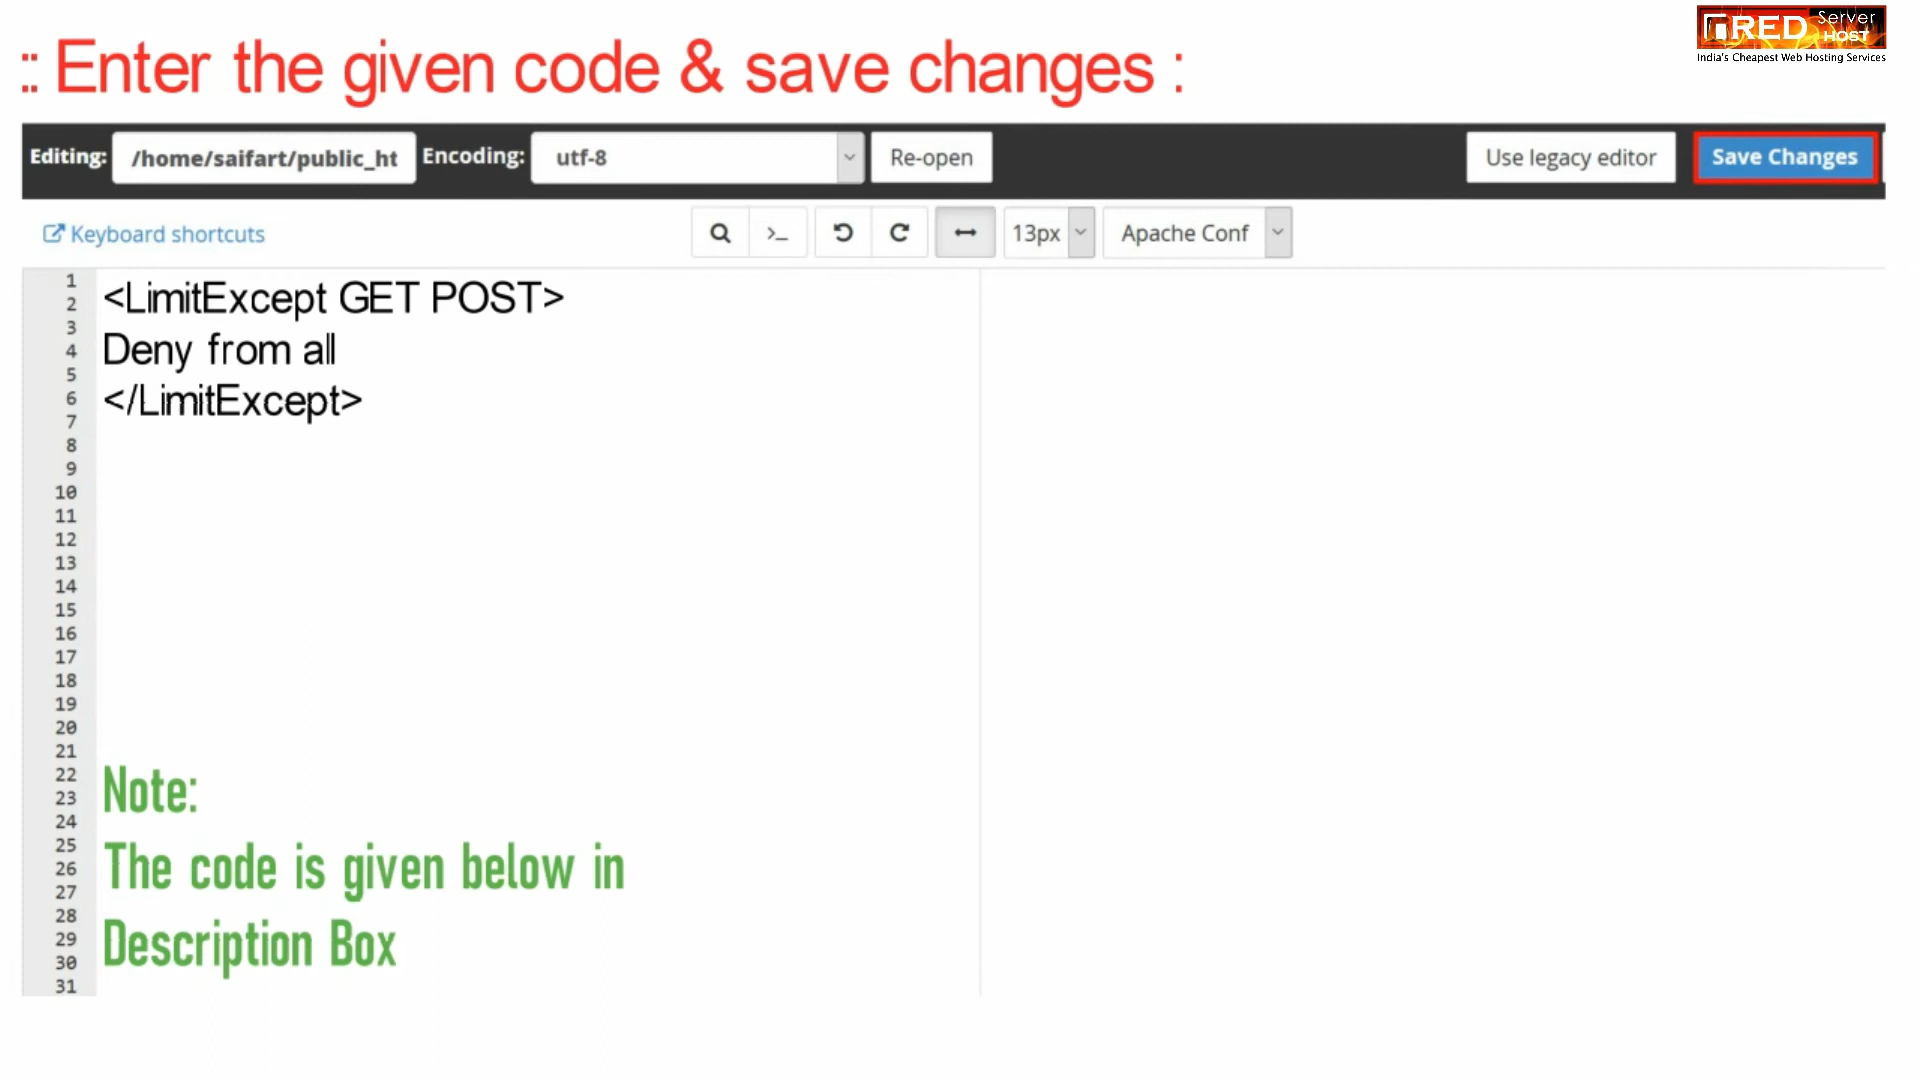 RED Server
HOST
India's Cheapest Web Hosting Services
:: Enter the given code & save changes :
Editing: /home/saifart/public_ht Encoding: utf-8 Re-open Use legacy editor Save Changes
Keyboard shortcuts >_ 13px Apache Conf
1
2
3
4
5
6
7
8
9
10
11
12
13
14
15
16
17
18
19
20
21
22
23
24
25
26
27
28
29
30
31
<LimitExcept GET POST>
Deny from all
</LimitExcept>
Note:
The code is given below in
Description Box